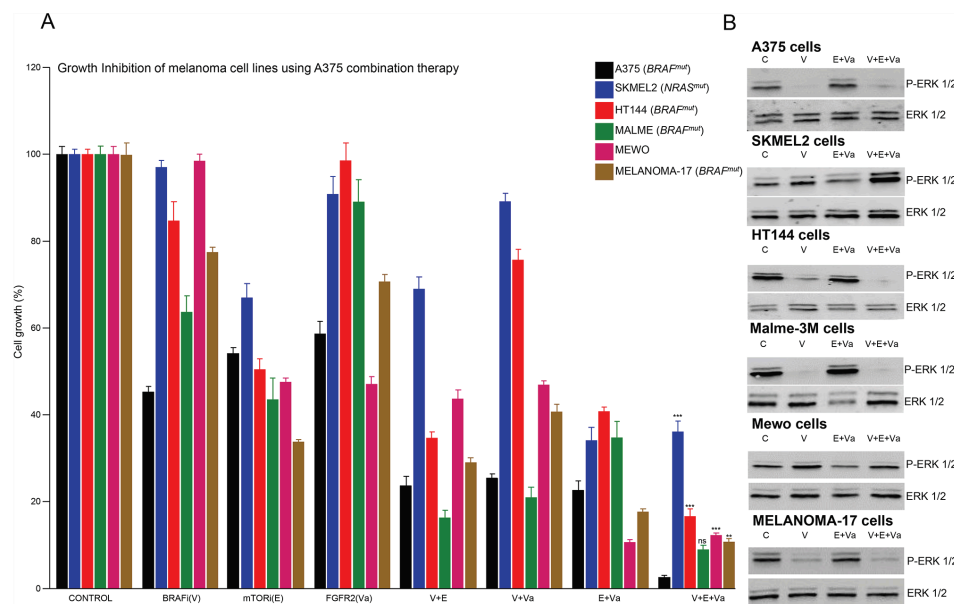 A
B
Growth Inhibition of melanoma cell lines using A375 combination therapy
A375 (BRAFmut)
SKMEL2 (NRASmut)
HT144 (BRAFmut)
MALME (BRAFmut)
MEWO
MELANOMA-17 (BRAFmut)
Cell growth (%)
120
100
80
60
40
20
0
*** *** ns *** **
CONTROL BRAFi(V) mTORi(E) FGFR2(Va) V+E V+Va E+Va V+E+Va
A375 cells
C V E+Va V+E+Va
P-ERK 1/2
ERK 1/2
SKMEL2 cells
C V E+Va V+E+Va
P-ERK 1/2
ERK 1/2
HT144 cells
C V E+Va V+E+Va
P-ERK 1/2
ERK 1/2
Malme-3M cells
C V E+Va V+E+Va
P-ERK 1/2
ERK 1/2
Mewo cells
C V E+Va V+E+Va
P-ERK 1/2
ERK 1/2
MELANOMA-17 cells
C V E+Va V+E+Va
P-ERK 1/2
ERK 1/2